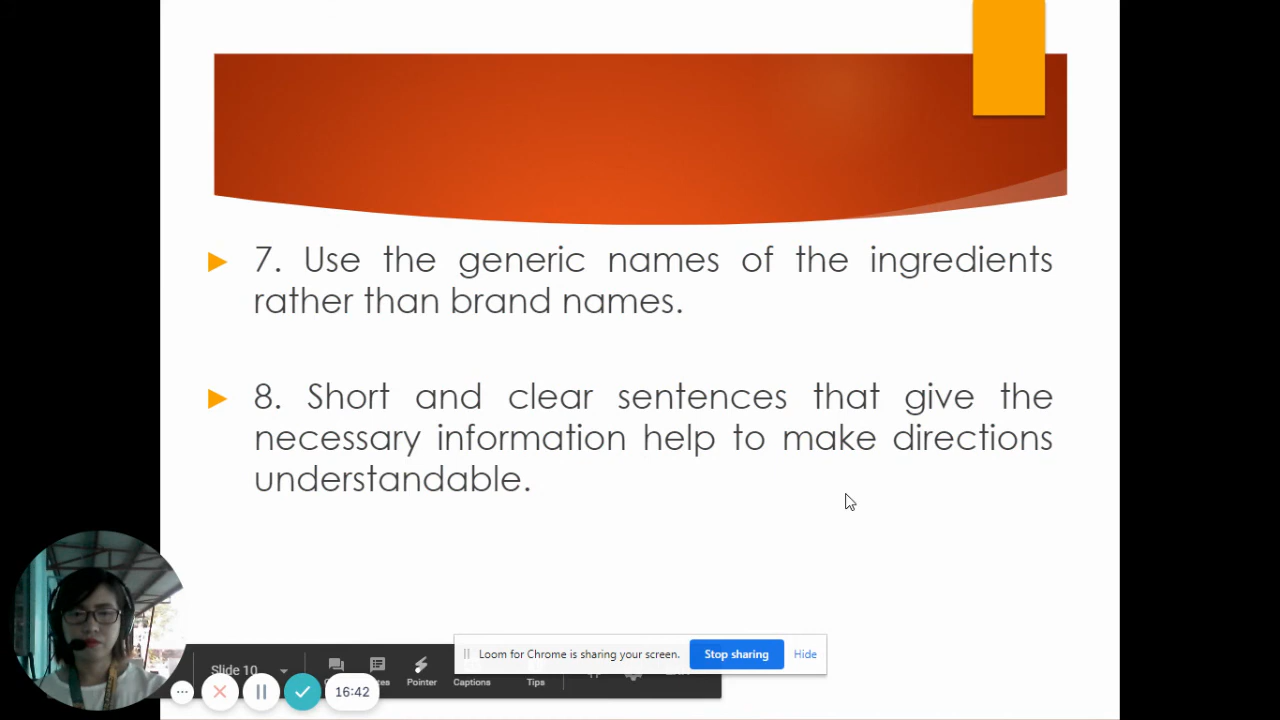 7. Use the generic names of the ingredients
rather than brand names.
8. Short and clear sentences that give the
necessary information help to make directions
understandable.
Loom for Chrome is sharing your screen. Stop sharing Hide
Slide 10
Pointer Captions Tips
16:42